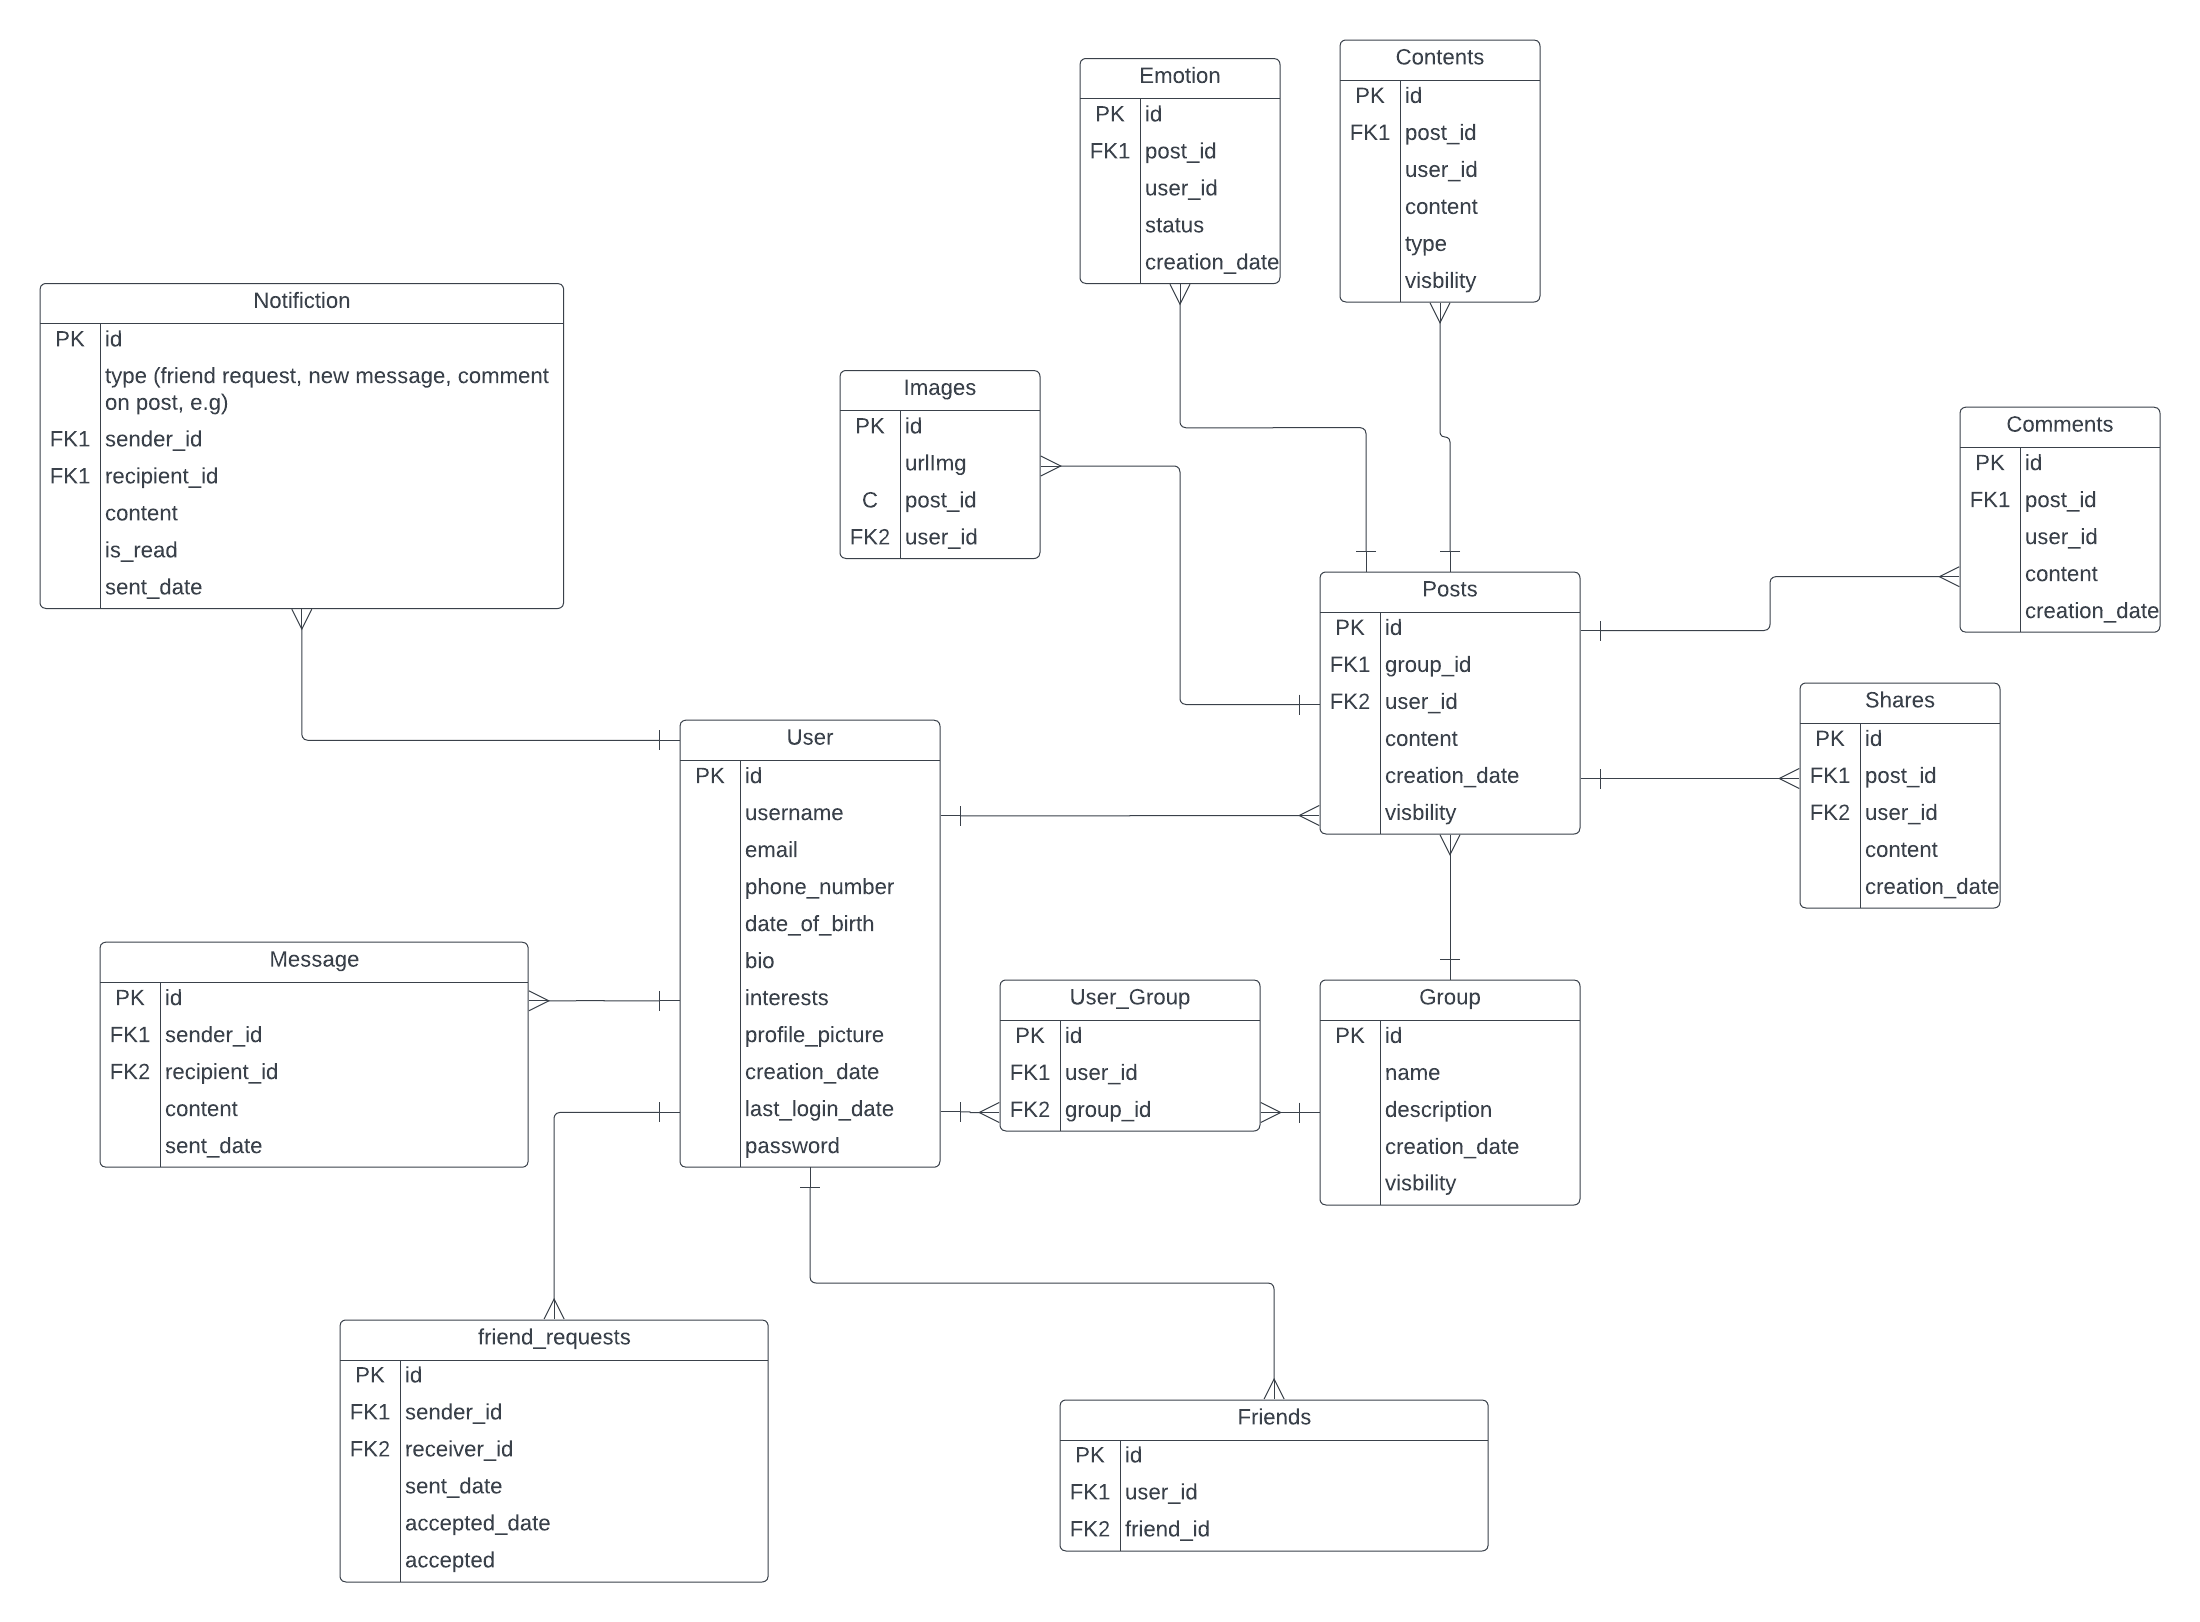 Emotion
PK id
FK1 post_id
user_id
status
creation_date
Contents
PK id
FK1 post_id
user_id
content
type
visbility
Notifiction
PK id
type (friend request, new message, comment
on post, e.g)
FK1 sender_id
FK1 recipient_id
content
is_read
sent_date
Images
PK id
urlImg
C post_id
FK2 user_id
Comments
PK id
FK1 post_id
user_id
content
creation_date
Posts
PK id
FK1 group_id
FK2 user_id
content
creation_date
visbility
Shares
PK id
FK1 post_id
FK2 user_id
content
creation_date
User
PK id
username
email
phone_number
date_of_birth
bio
interests
profile_picture
creation_date
last_login_date
password
Message
PK id
FK1 sender_id
FK2 recipient_id
content
sent_date
User_Group
PK id
FK1 user_id
FK2 group_id
Group
PK id
name
description
creation_date
visbility
friend_requests
PK id
FK1 sender_id
FK2 receiver_id
sent_date
accepted_date
accepted
Friends
PK id
FK1 user_id
FK2 friend_id